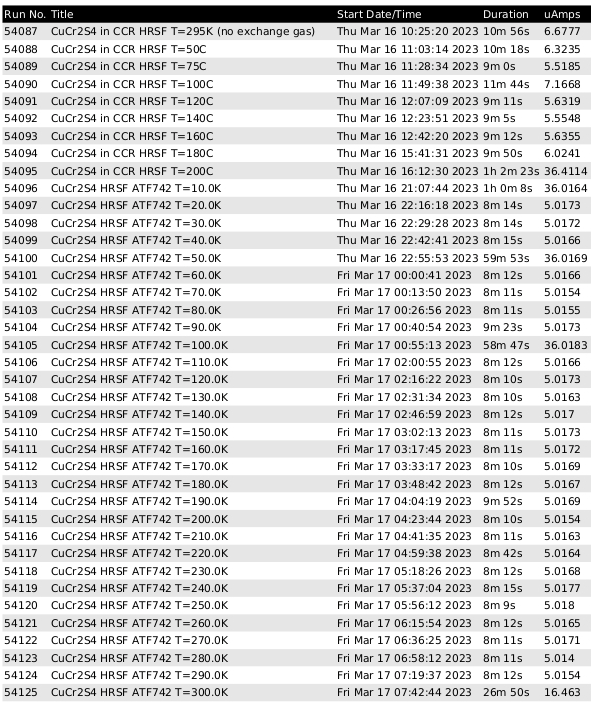 Run No. Title Start Date/Time Duration uAmps
54087 CuCr2S4 in CCR HRSF T=295K (no exchange gas) Thu Mar 16 10:25:20 2023 10m 56s 6.6777
54088 CuCr2S4 in CCR HRSF T=50C Thu Mar 16 11:03:14 2023 10m 18s 6.3235
54089 CuCr2S4 in CCR HRSF T=75C Thu Mar 16 11:28:34 2023 9m 0s 5.5185
54090 CuCr2S4 in CCR HRSF T=100C Thu Mar 16 11:49:38 2023 11m 44s 7.1668
54091 CuCr2S4 in CCR HRSF T=120C Thu Mar 16 12:07:09 2023 9m 11s 5.6319
54092 CuCr2S4 in CCR HRSF T=140C Thu Mar 16 12:23:51 2023 9m 5s 5.5548
54093 CuCr2S4 in CCR HRSF T=160C Thu Mar 16 12:42:20 2023 9m 12s 5.6355
54094 CuCr2S4 in CCR HRSF T=180C Thu Mar 16 15:41:31 2023 9m 50s 6.0241
54095 CuCr2S4 in CCR HRSF T=200C Thu Mar 16 16:12:30 2023 1h 2m 23s 36.4114
54096 CuCr2S4 HRSF ATF742 T=10.0K Thu Mar 16 21:07:44 2023 1h 0m 8s 36.0164
54097 CuCr2S4 HRSF ATF742 T=20.0K Thu Mar 16 22:16:18 2023 8m 14s 5.0173
54098 CuCr2S4 HRSF ATF742 T=30.0K Thu Mar 16 22:29:28 2023 8m 14s 5.0172
54099 CuCr2S4 HRSF ATF742 T=40.0K Thu Mar 16 22:42:41 2023 8m 15s 5.0166
54100 CuCr2S4 HRSF ATF742 T=50.0K Thu Mar 16 22:55:53 2023 59m 53s 36.0169
54101 CuCr2S4 HRSF ATF742 T=60.0K Fri Mar 17 00:00:41 2023 8m 12s 5.0166
54102 CuCr2S4 HRSF ATF742 T=70.0K Fri Mar 17 00:13:50 2023 8m 11s 5.0154
54103 CuCr2S4 HRSF ATF742 T=80.0K Fri Mar 17 00:26:56 2023 8m 11s 5.0155
54104 CuCr2S4 HRSF ATF742 T=90.0K Fri Mar 17 00:40:54 2023 9m 23s 5.0173
54105 CuCr2S4 HRSF ATF742 T=100.0K Fri Mar 17 00:55:13 2023 58m 47s 36.0183
54106 CuCr2S4 HRSF ATF742 T=110.0K Fri Mar 17 02:00:55 2023 8m 12s 5.0166
54107 CuCr2S4 HRSF ATF742 T=120.0K Fri Mar 17 02:16:22 2023 8m 10s 5.0173
54108 CuCr2S4 HRSF ATF742 T=130.0K Fri Mar 17 02:31:34 2023 8m 10s 5.0163
54109 CuCr2S4 HRSF ATF742 T=140.0K Fri Mar 17 02:46:59 2023 8m 12s 5.017
54110 CuCr2S4 HRSF ATF742 T=150.0K Fri Mar 17 03:02:13 2023 8m 11s 5.0173
54111 CuCr2S4 HRSF ATF742 T=160.0K Fri Mar 17 03:17:45 2023 8m 11s 5.0172
54112 CuCr2S4 HRSF ATF742 T=170.0K Fri Mar 17 03:33:17 2023 8m 10s 5.0169
54113 CuCr2S4 HRSF ATF742 T=180.0K Fri Mar 17 03:48:42 2023 8m 12s 5.0167
54114 CuCr2S4 HRSF ATF742 T=190.0K Fri Mar 17 04:04:19 2023 9m 52s 5.0169
54115 CuCr2S4 HRSF ATF742 T=200.0K Fri Mar 17 04:23:44 2023 8m 10s 5.0154
54116 CuCr2S4 HRSF ATF742 T=210.0K Fri Mar 17 04:41:35 2023 8m 11s 5.0163
54117 CuCr2S4 HRSF ATF742 T=220.0K Fri Mar 17 04:59:38 2023 8m 42s 5.0164
54118 CuCr2S4 HRSF ATF742 T=230.0K Fri Mar 17 05:18:26 2023 8m 12s 5.0168
54119 CuCr2S4 HRSF ATF742 T=240.0K Fri Mar 17 05:37:04 2023 8m 15s 5.0177
54120 CuCr2S4 HRSF ATF742 T=250.0K Fri Mar 17 05:56:12 2023 8m 9s 5.018
54121 CuCr2S4 HRSF ATF742 T=260.0K Fri Mar 17 06:15:54 2023 8m 12s 5.0165
54122 CuCr2S4 HRSF ATF742 T=270.0K Fri Mar 17 06:36:25 2023 8m 11s 5.0171
54123 CuCr2S4 HRSF ATF742 T=280.0K Fri Mar 17 06:58:12 2023 8m 11s 5.014
54124 CuCr2S4 HRSF ATF742 T=290.0K Fri Mar 17 07:19:37 2023 8m 12s 5.0154
54125 CuCr2S4 HRSF ATF742 T=300.0K Fri Mar 17 07:42:44 2023 26m 50s 16.463